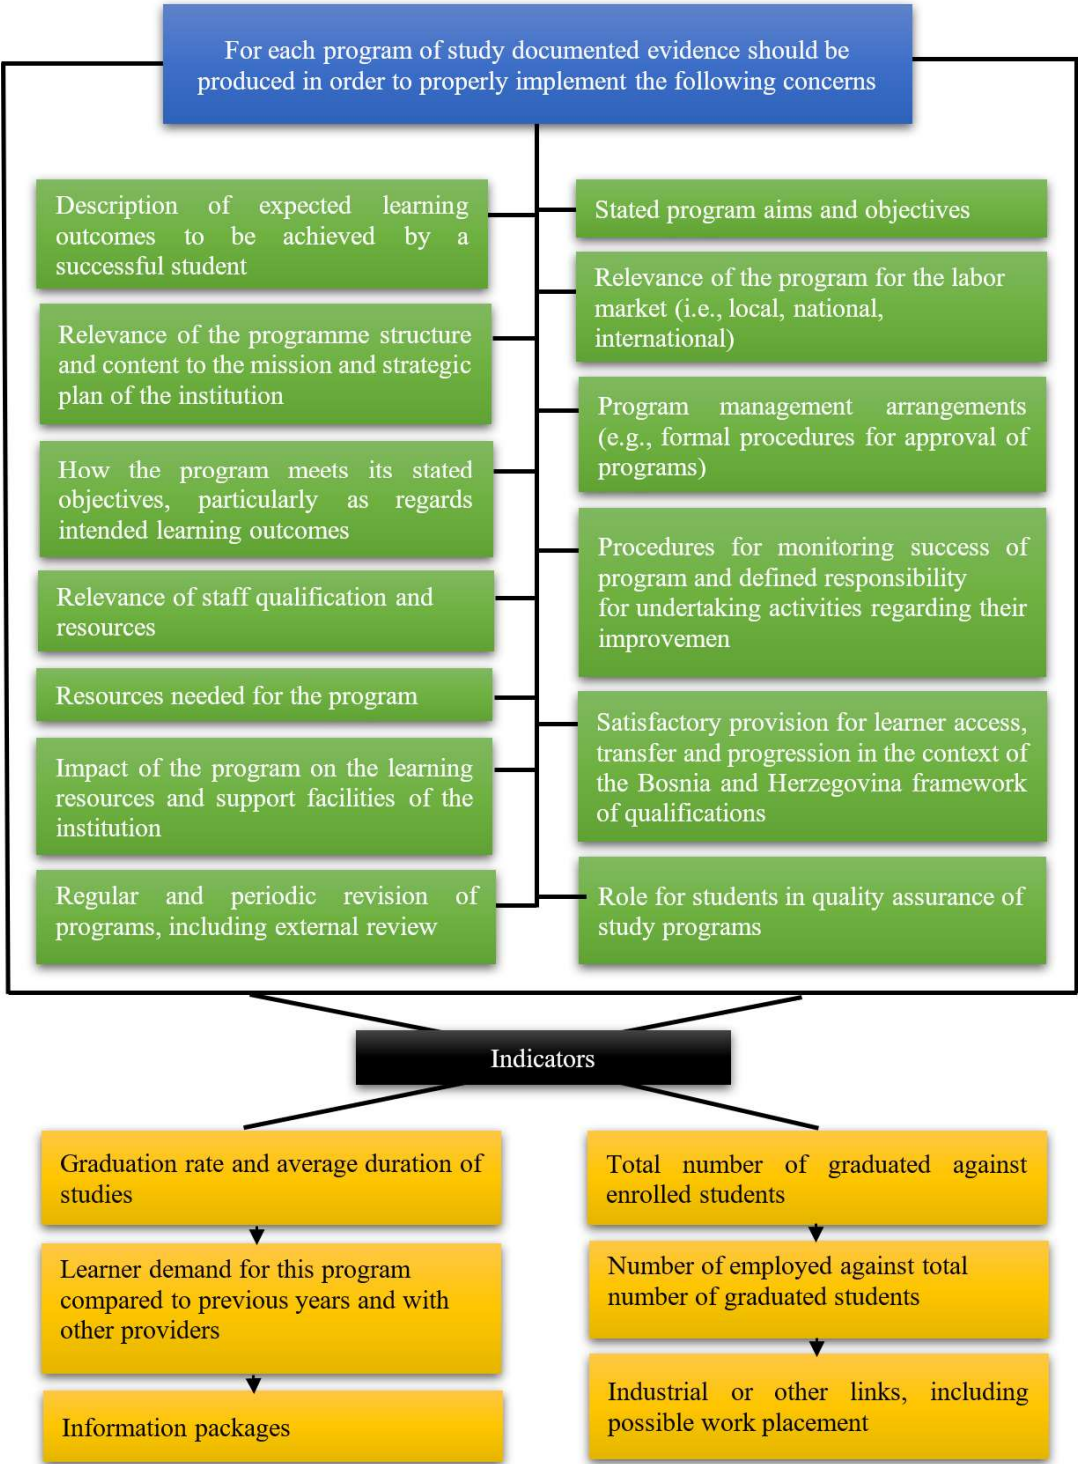 For each program of study documented evidence should be
produced in order to properly implement the following concerns
Description of expected learning
outcomes to be achieved by a
successful student
Relevance of the programme structure
and content to the mission and strategic
plan of the institution
How the program meets its stated
objectives, particularly as regards
intended learning outcomes
Relevance of staff qualification and
resources
Resources needed for the program
Impact of the program on the learning
resources and support facilities of the
institution
Regular and periodic revision of
programs, including external review
Stated program aims and objectives
Relevance of the program for the labor
market (i.e., local, national,
international)
Program management arrangements
(e.g., formal procedures for approval of
programs)
Procedures for monitoring success of
program and defined responsibility
for undertaking activities regarding their
improvemen
Satisfactory provision for learner access,
transfer and progression in the context of
the Bosnia and Herzegovina framework
of qualifications
Role for students in quality assurance of
study programs
Indicators
Graduation rate and average duration of
studies
Learner demand for this program
compared to previous years and with
other providers
Information packages
Total number of graduated against
enrolled students
Number of employed against total
number of graduated students
Industrial or other links, including
possible work placement